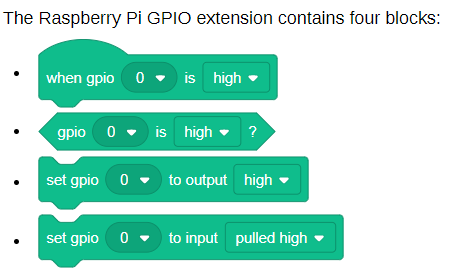 The Raspberry Pi GPIO extension contains four blocks:
when gpio 0 is high
gpio 0 is high ?
set gpio 0 to output high
set gpio 0 to input pulled high